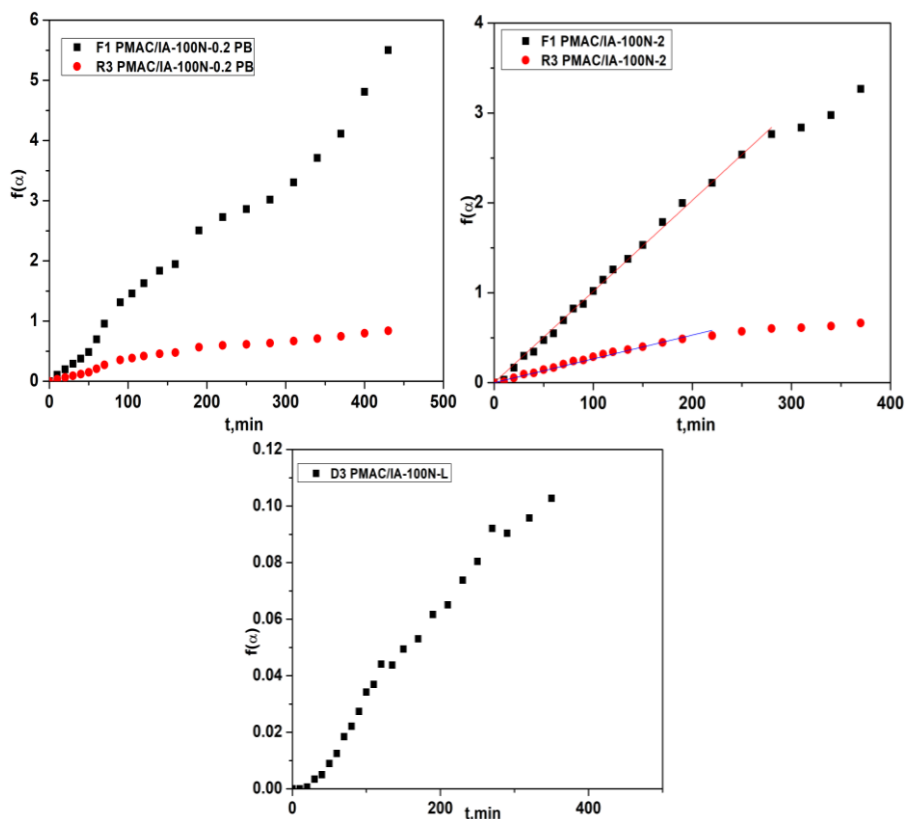 6
5
4
3
2
1
0
f(α)
F1 PMAC/IA-100N-0.2 PB
R3 PMAC/IA-100N-0.2 PB
0 100 200 300 400 500
t,min
4
3
2
1
0
f(α)
F1 PMAC/IA-100N-2
R3 PMAC/IA-100N-2
0 100 200 300 400
t,min
0.12
0.10
0.08
0.06
0.04
0.02
0.00
f(α)
D3 PMAC/IA-100N-L
0 200 400
t,min